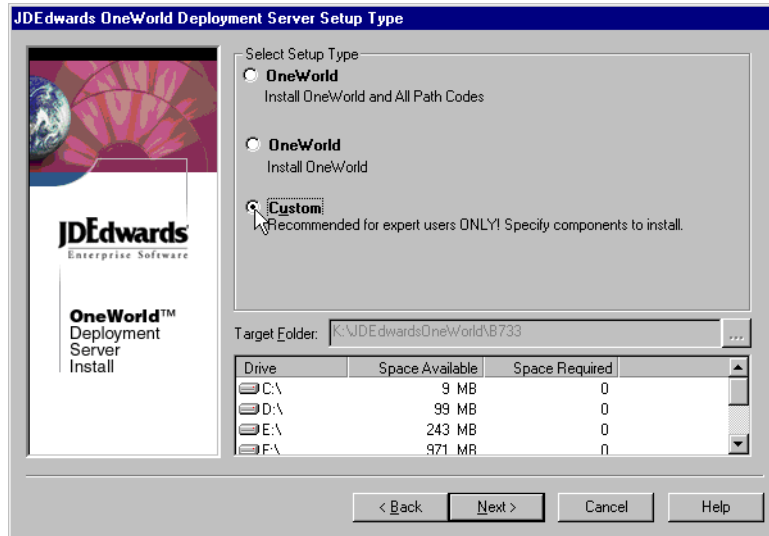 JDEdwards OneWorld Deployment Server Setup Type
Select Setup Type
OneWorld
Install OneWorld and All Path Codes
OneWorld
Install OneWorld
Custom
Recommended for expert users ONLY! Specify components to install.
JDEdwards
Enterprise Software
OneWorld™
Deployment
Server
Install
Target Folder: K:\JDEdwardsOneWorld\B733 ...
Drive Space Available Space Required
C:\ 9 MB 0
D:\ 99 MB 0
E:\ 243 MB 0
F:\ 971 MB 0
< Back Next > Cancel Help